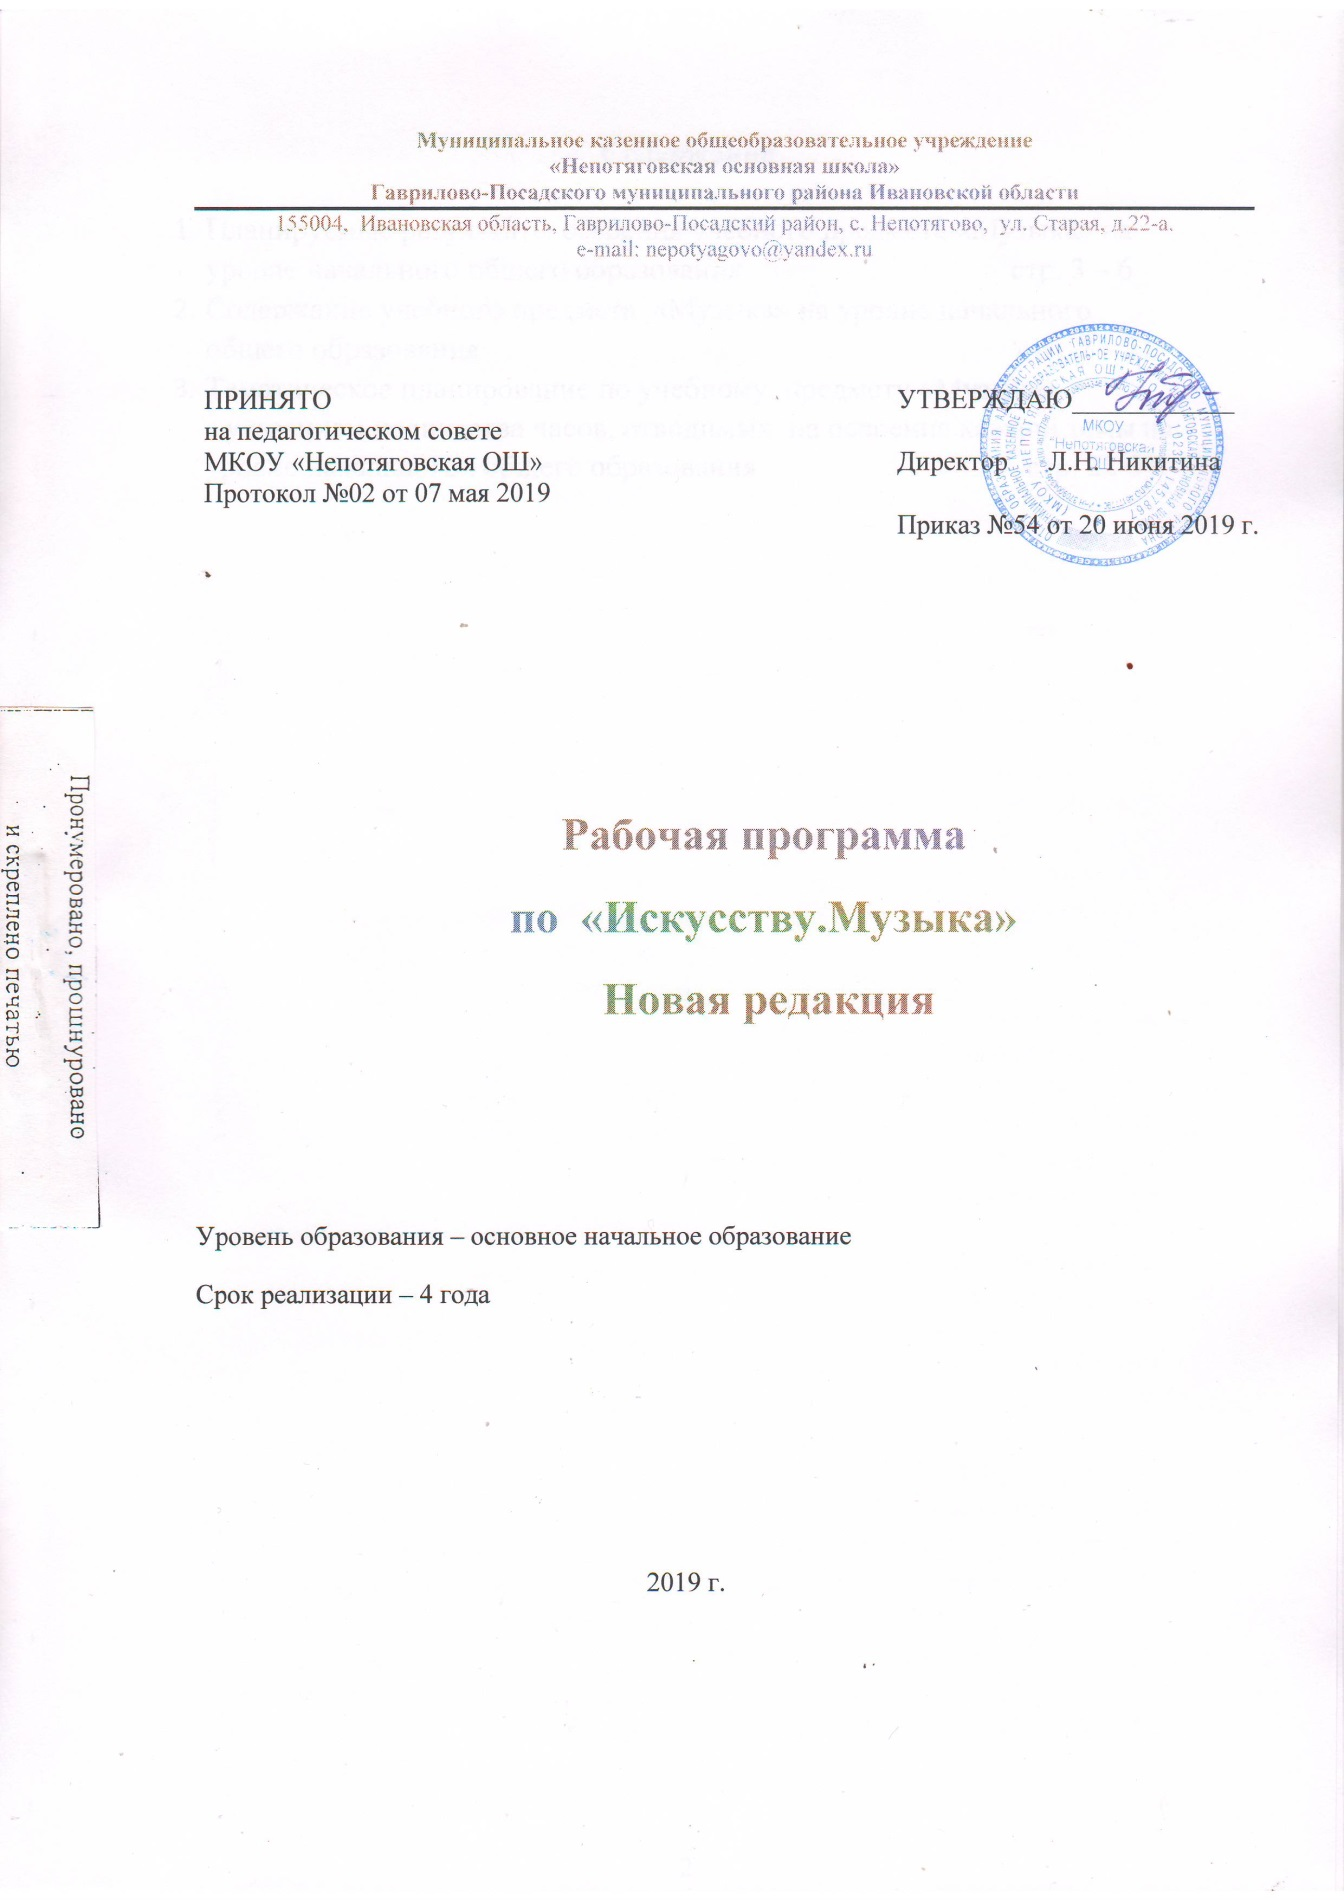 Муниципальное казенное общеобразовательное учреждение
«Непотяговская основная школа»
Гаврилово-Посадского муниципального района Ивановской области
155004, Ивановская область, Гаврилово-Посадский район, с. Непотягово, ул. Старая, д.22-а.
e-mail: nepotyagovo@yandex.ru
ПРИНЯТО
на педагогическом совете
МКОУ «Непотяговская ОШ»
Протокол №02 от 07 мая 2019
УТВЕРЖДАЮ____________
Директор Л.Н. Никитина
Приказ №54 от 20 июня 2019 г.
МКОУ
"Непотяговская
ОШ"
Рабочая программа
по «Искусству.Музыка»
Новая редакция
Пронумеровано, прошнуровано
и скреплено печатью
Уровень образования – основное начальное образование
Срок реализации – 4 года
2019 г.